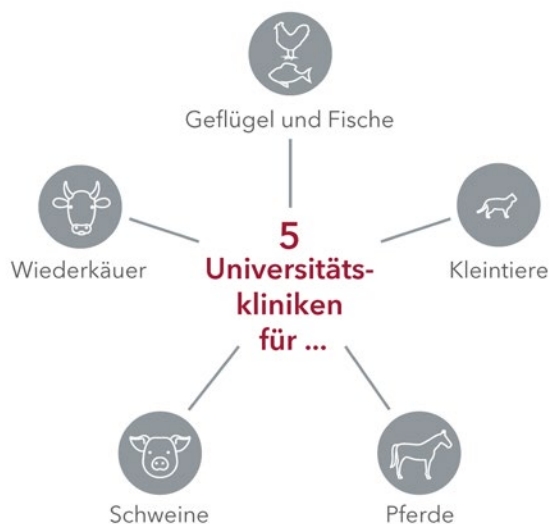 Geflügel und Fische
Wiederkäuer
Kleintiere
5
Universitäts-
kliniken
für ...
Schweine
Pferde